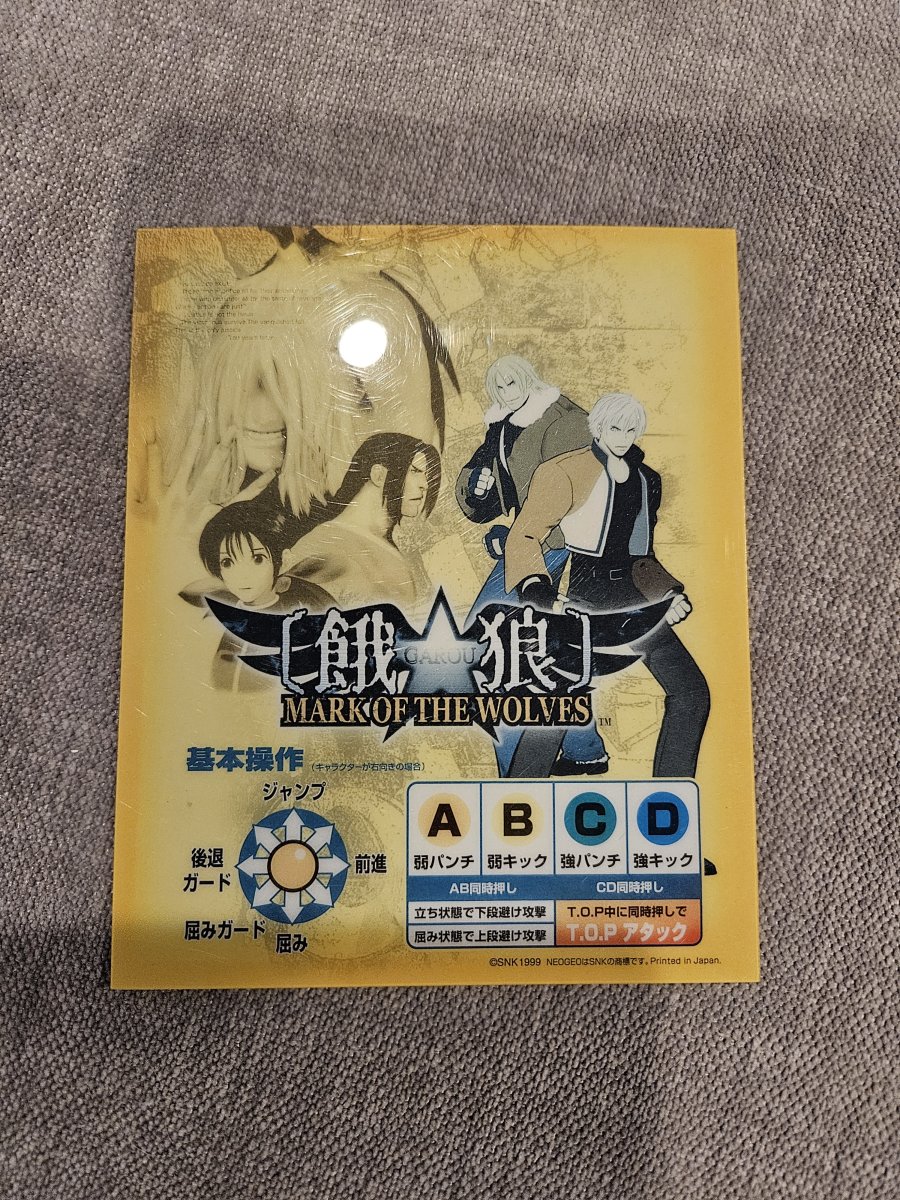 〔餓 GAROU 狼〕
MARK OF THE WOLVES™
基本操作（キャラクターが右向きの場合）
ジャンプ
後退
ガード
前進
屈みガード
屈み
A B C D
弱パンチ 弱キック 強パンチ 強キック
AB同時押し CD同時押し
立ち状態で下段避け攻撃
屈み状態で上段避け攻撃
T.O.P中に同時押しで
T.O.P アタック
©SNK1999 NEOGEOはSNKの商標です。Printed in Japan.